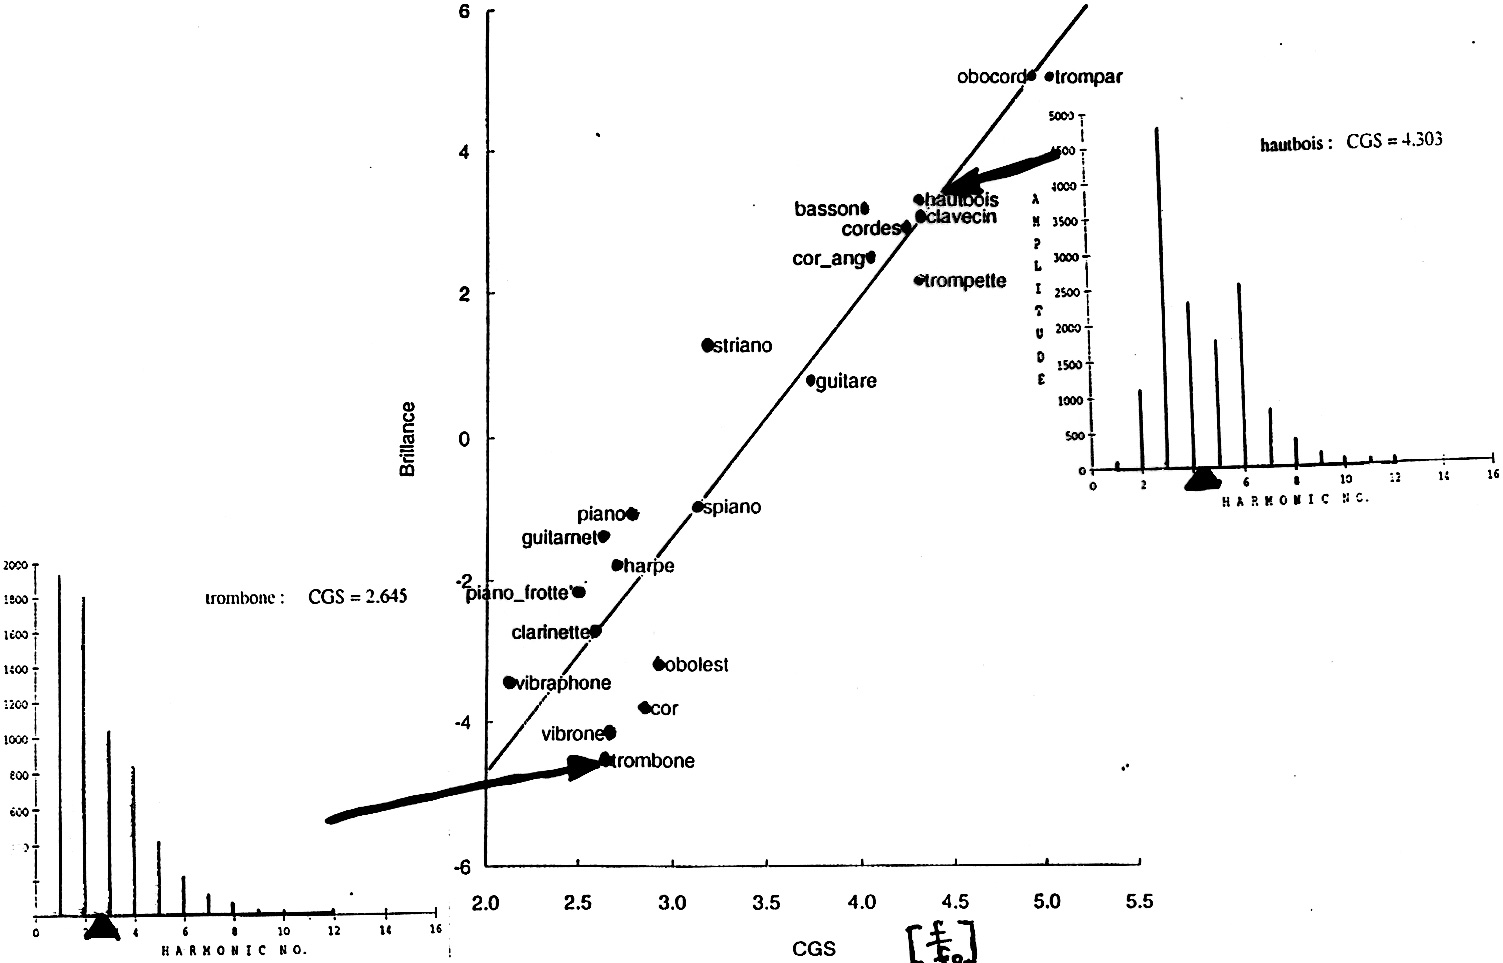 6
obocord
trompar
5000
4500
4000
3500
3000
2500
2000
1500
1000
500
0
AMPLITUDE
hautbois : CGS = 4.303
0 2 6 8 10 12 14 16
HARMONIC NO.
4
hautbois
basson
clavecin
cordes
cor_ang
trompette
2
striano
guitare
Brillance
0
spiano
piano
guitarnet
harpe
-2
piano_frotte'
clarinette
obolest
vibraphone
cor
-4
vibrone
trombone
-6
2.0 2.5 3.0 3.5 4.0 4.5 5.0 5.5
CGS
trombone : CGS = 2.645
2000
1800
1600
1400
1200
1000
800
600
0 2 4 6 8 10 12 14 16
HARMONIC NO.